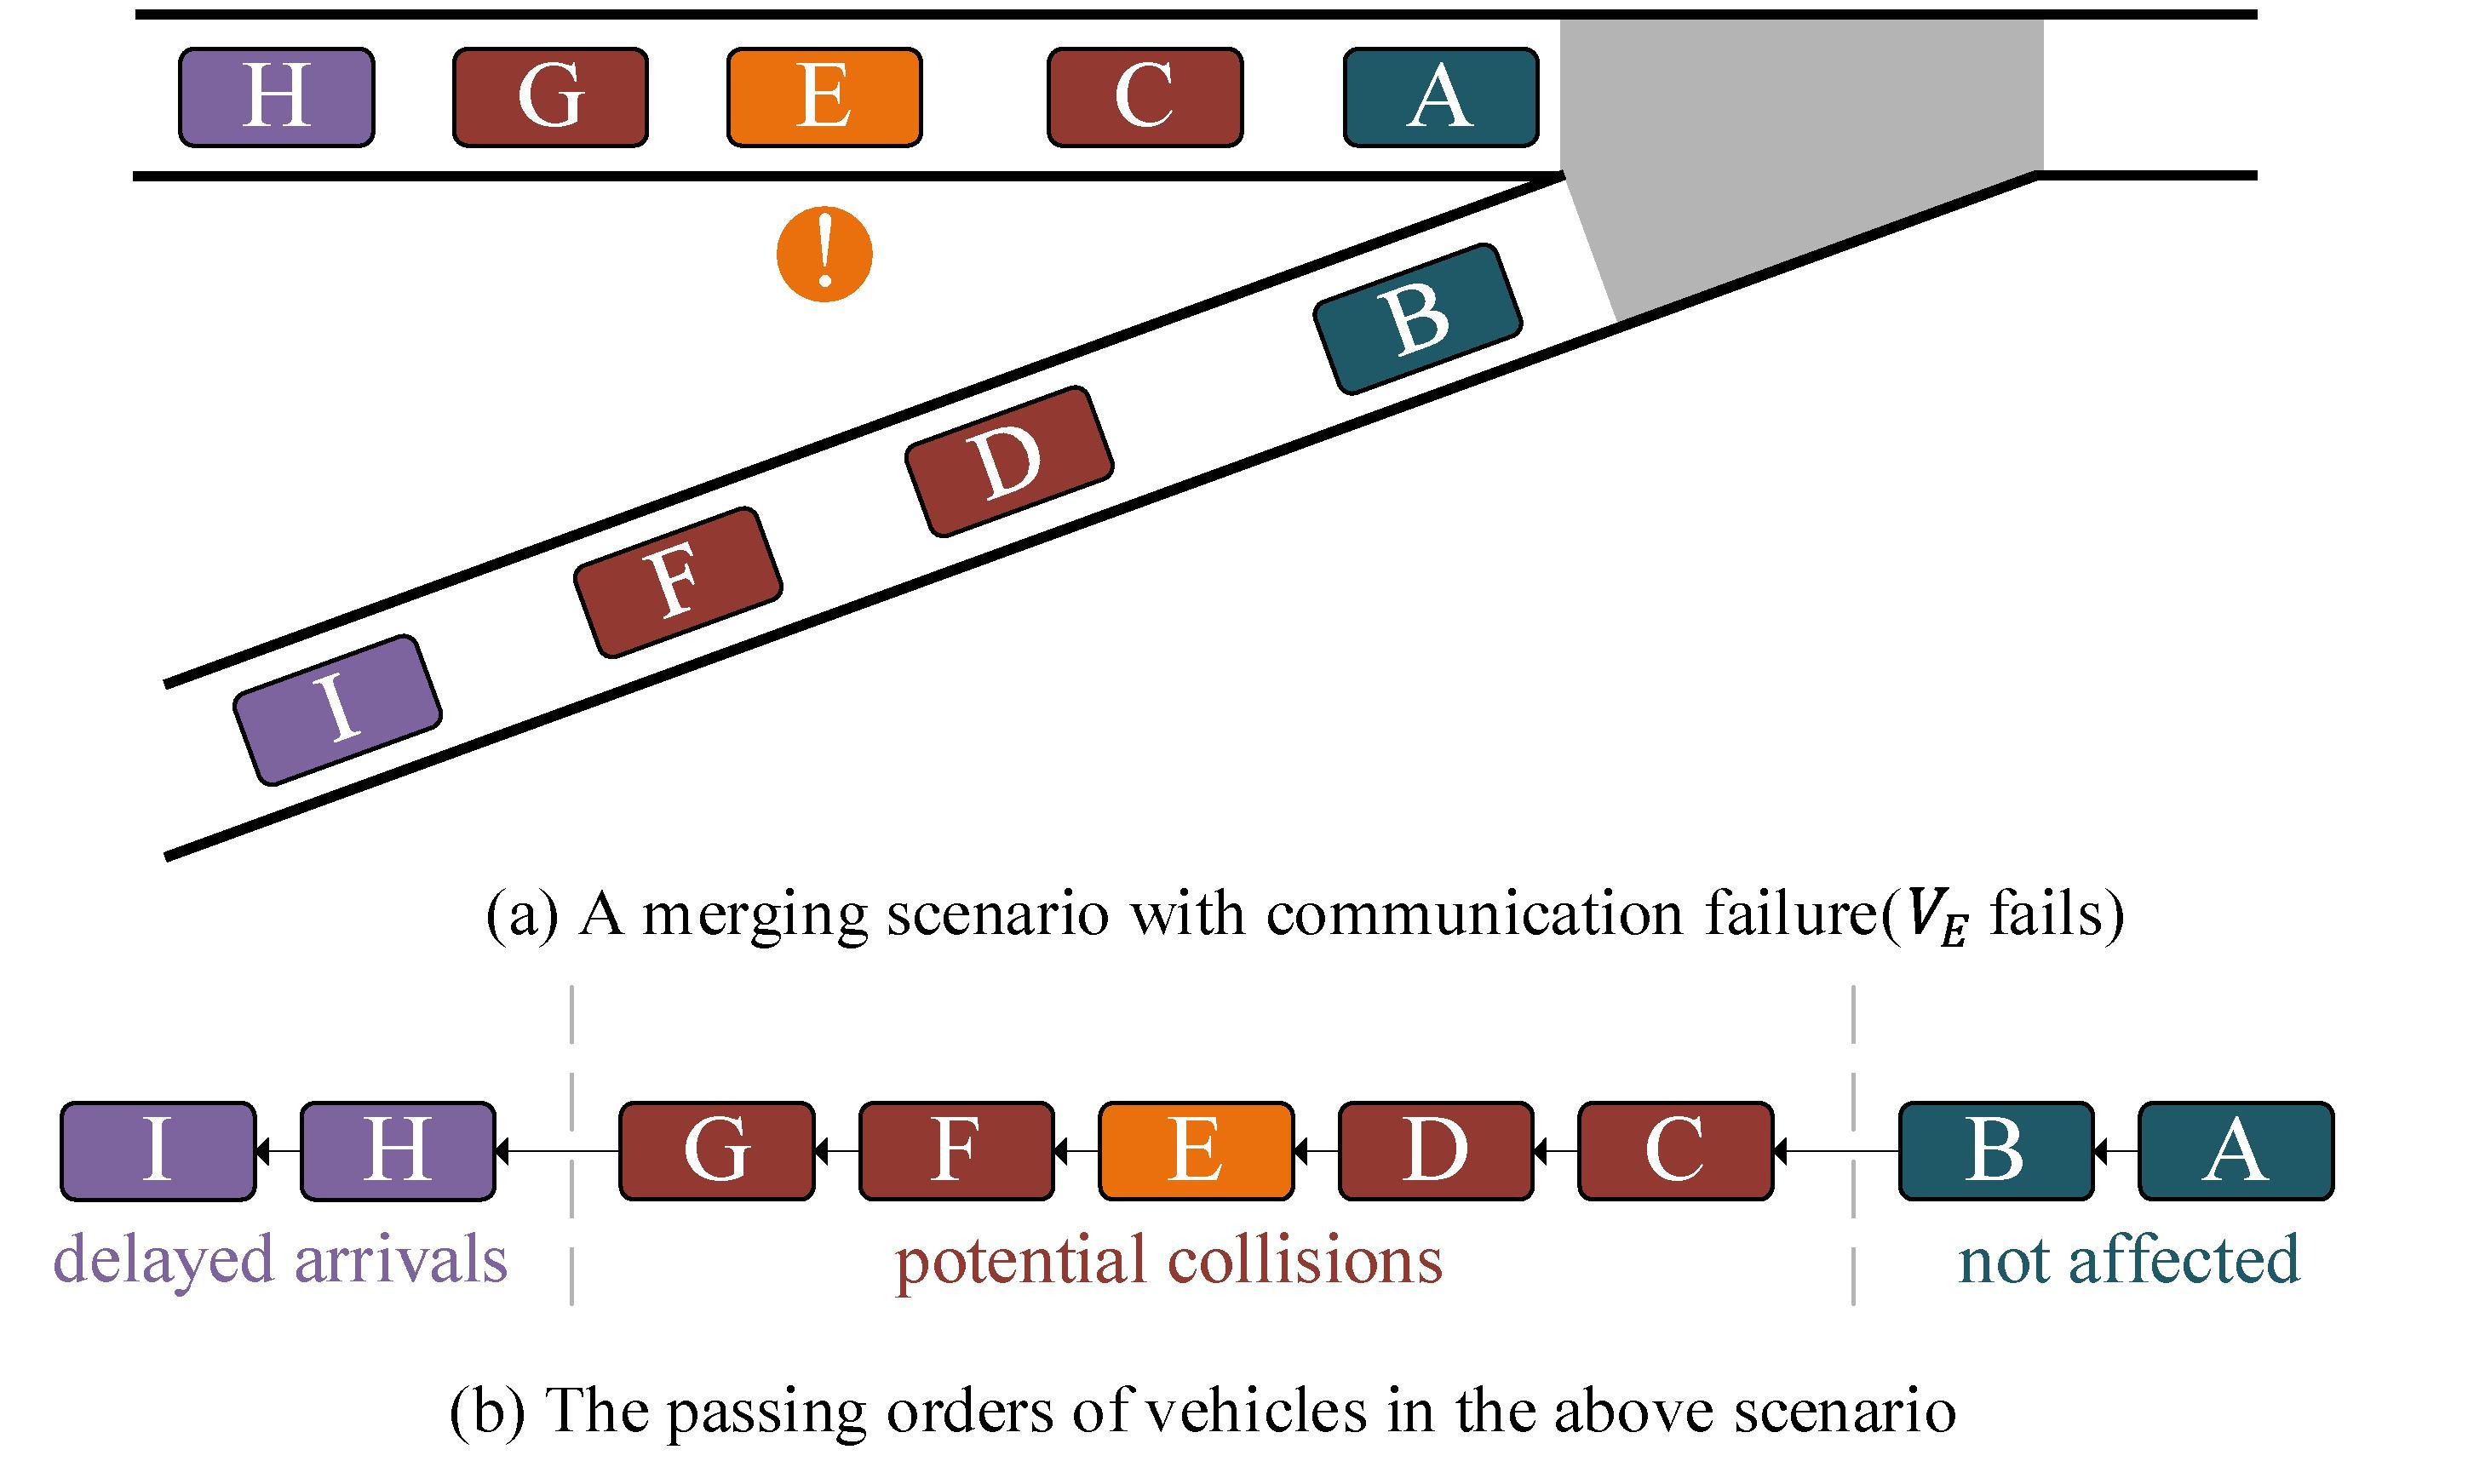 H G E C A
!
B
D
F
I
(a) A merging scenario with communication failure(V_E fails)
I H G F E D C B A
delayed arrivals potential collisions not affected
(b) The passing orders of vehicles in the above scenario